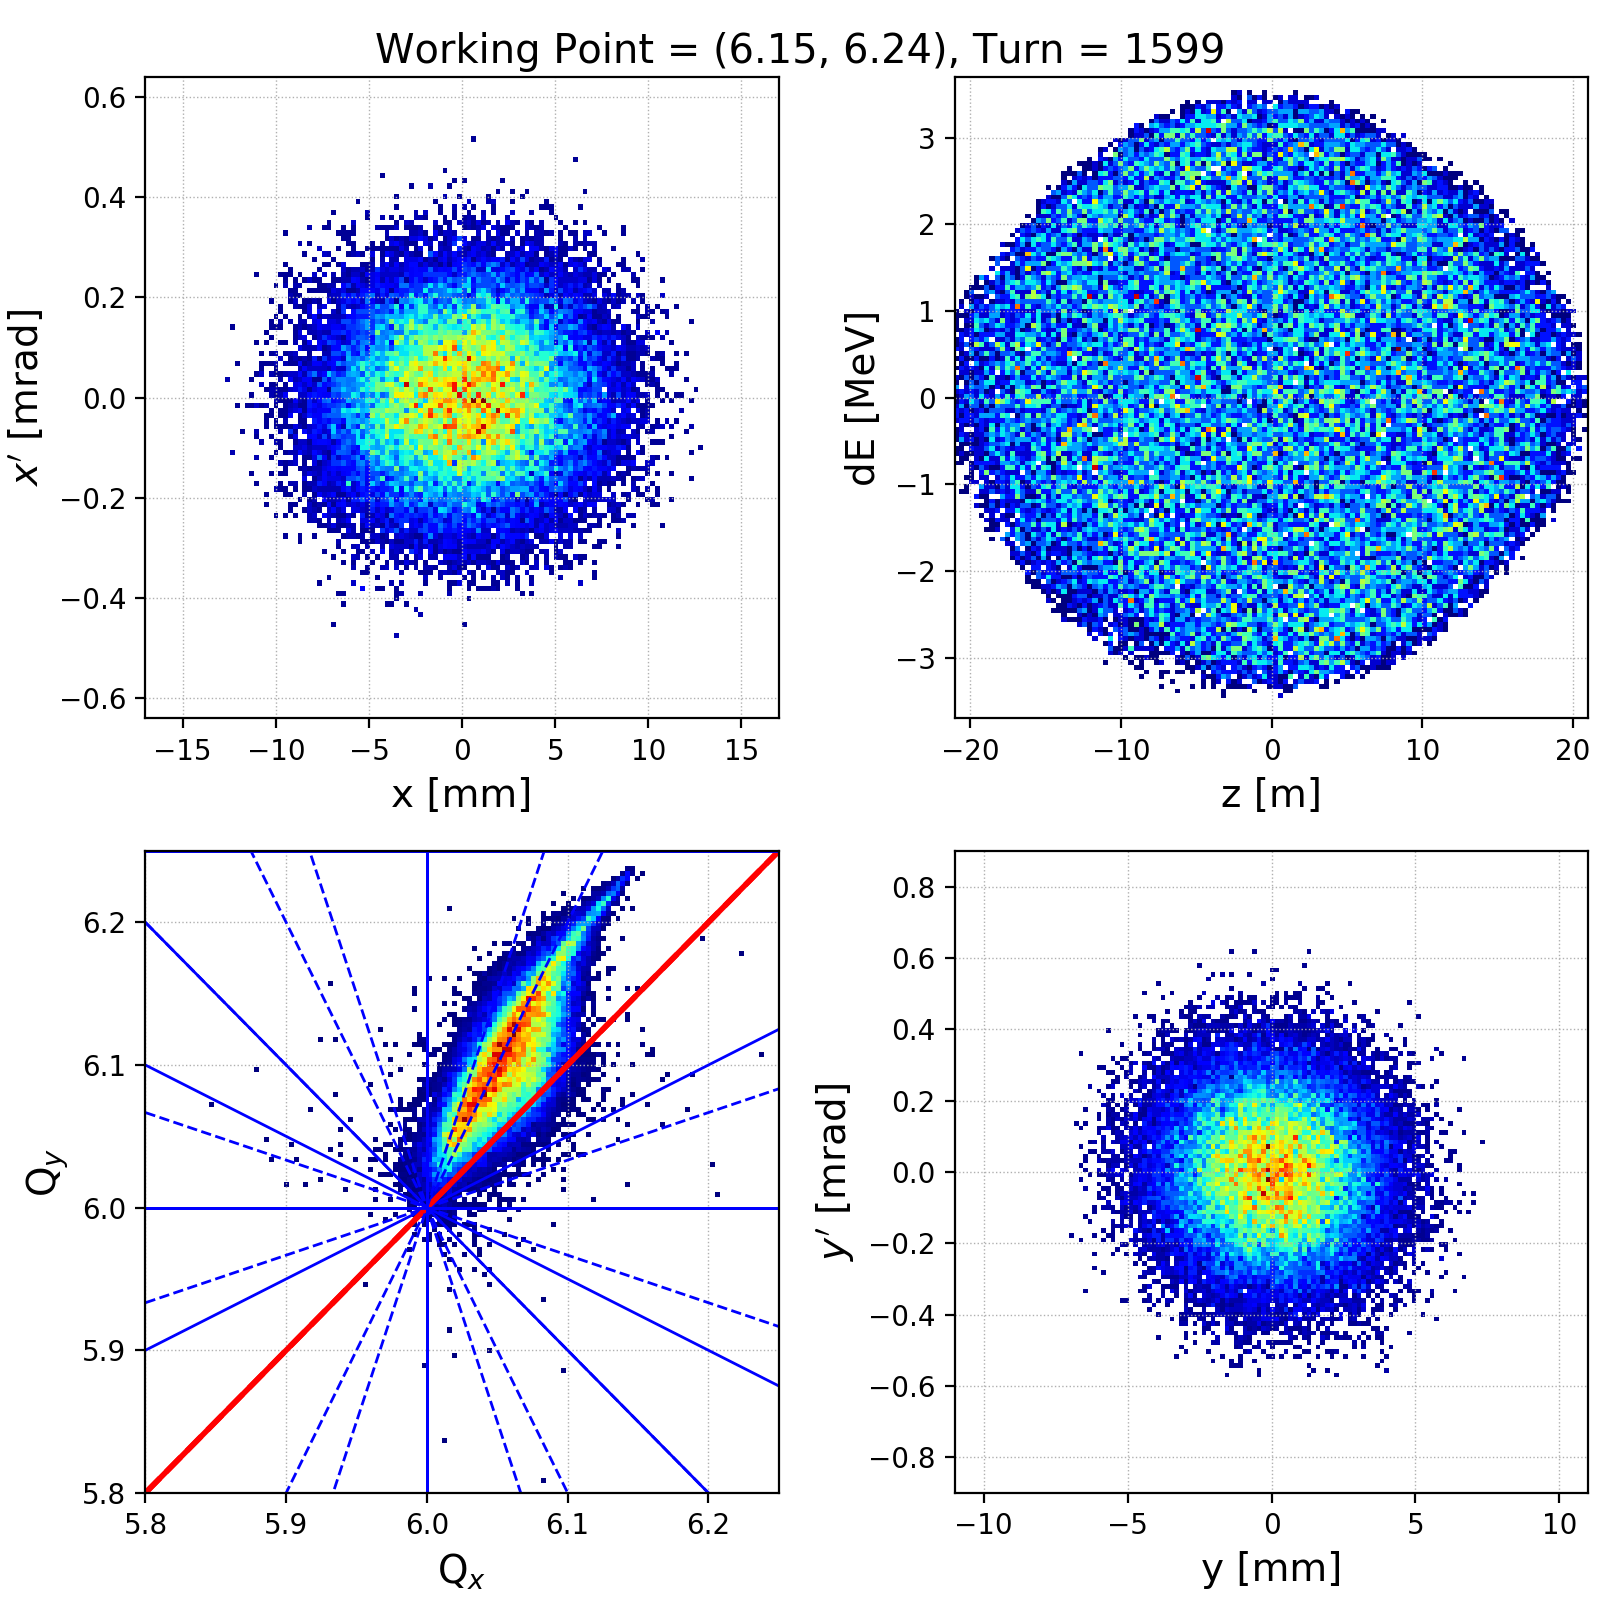 Working Point = (6.15, 6.24), Turn = 1599
0.6
0.4
0.2
0.0
−0.2
−0.4
−0.6
x′ [mrad]
−15 −10 −5 0 5 10 15
x [mm]
3
2
1
0
−1
−2
−3
dE [MeV]
−20 −10 0 10 20
z [m]
6.2
6.1
6.0
5.9
5.8
Qy
5.8 5.9 6.0 6.1 6.2
Qx
0.8
0.6
0.4
0.2
0.0
−0.2
−0.4
−0.6
−0.8
y′ [mrad]
−10 −5 0 5 10
y [mm]